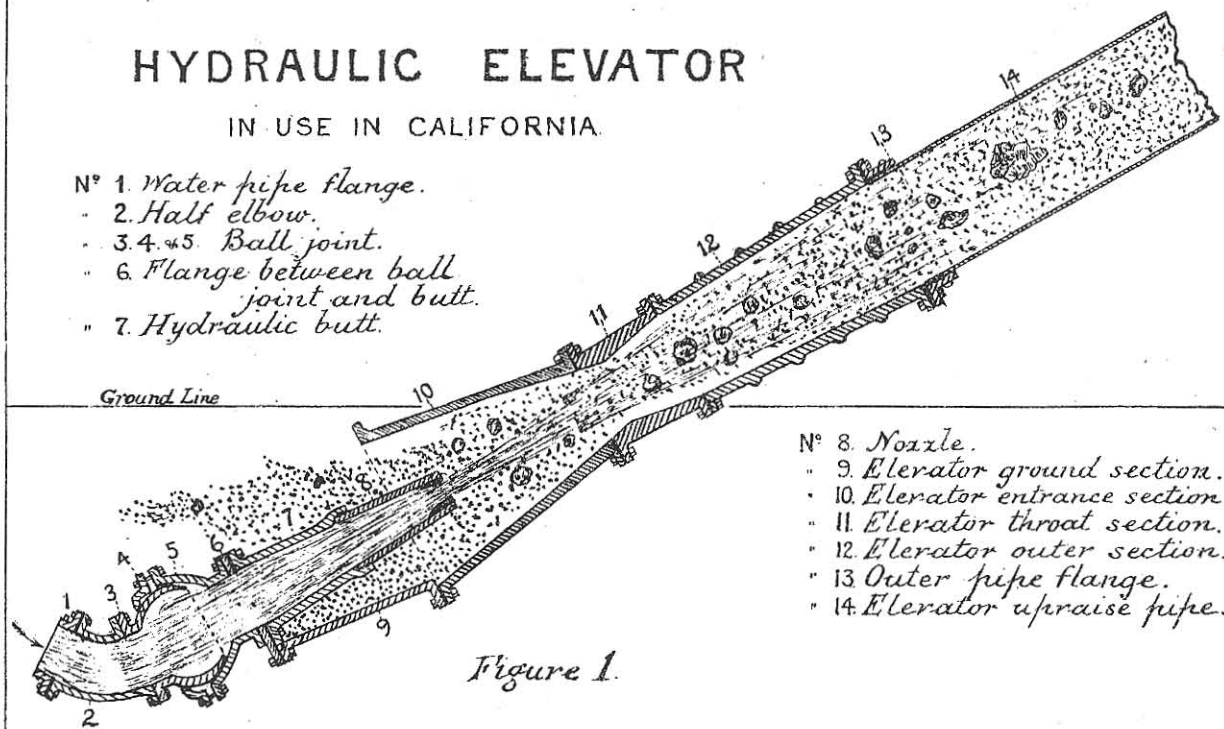 HYDRAULIC ELEVATOR
IN USE IN CALIFORNIA.
Nº 1. Water pipe flange.
" 2. Half elbow.
" 3.4.&5. Ball joint.
" 6. Flange between ball
joint and butt.
" 7. Hydraulic butt.
Ground Line
Nº 8. Nozzle.
" 9. Elevator ground section.
" 10. Elevator entrance section
" 11. Elevator throat section.
" 12. Elevator outer section.
" 13. Outer pipe flange.
" 14. Elevator upraise pipe.
1
2
3
4
5
6
7
8
9
10
11
12
13
14
Figure 1.